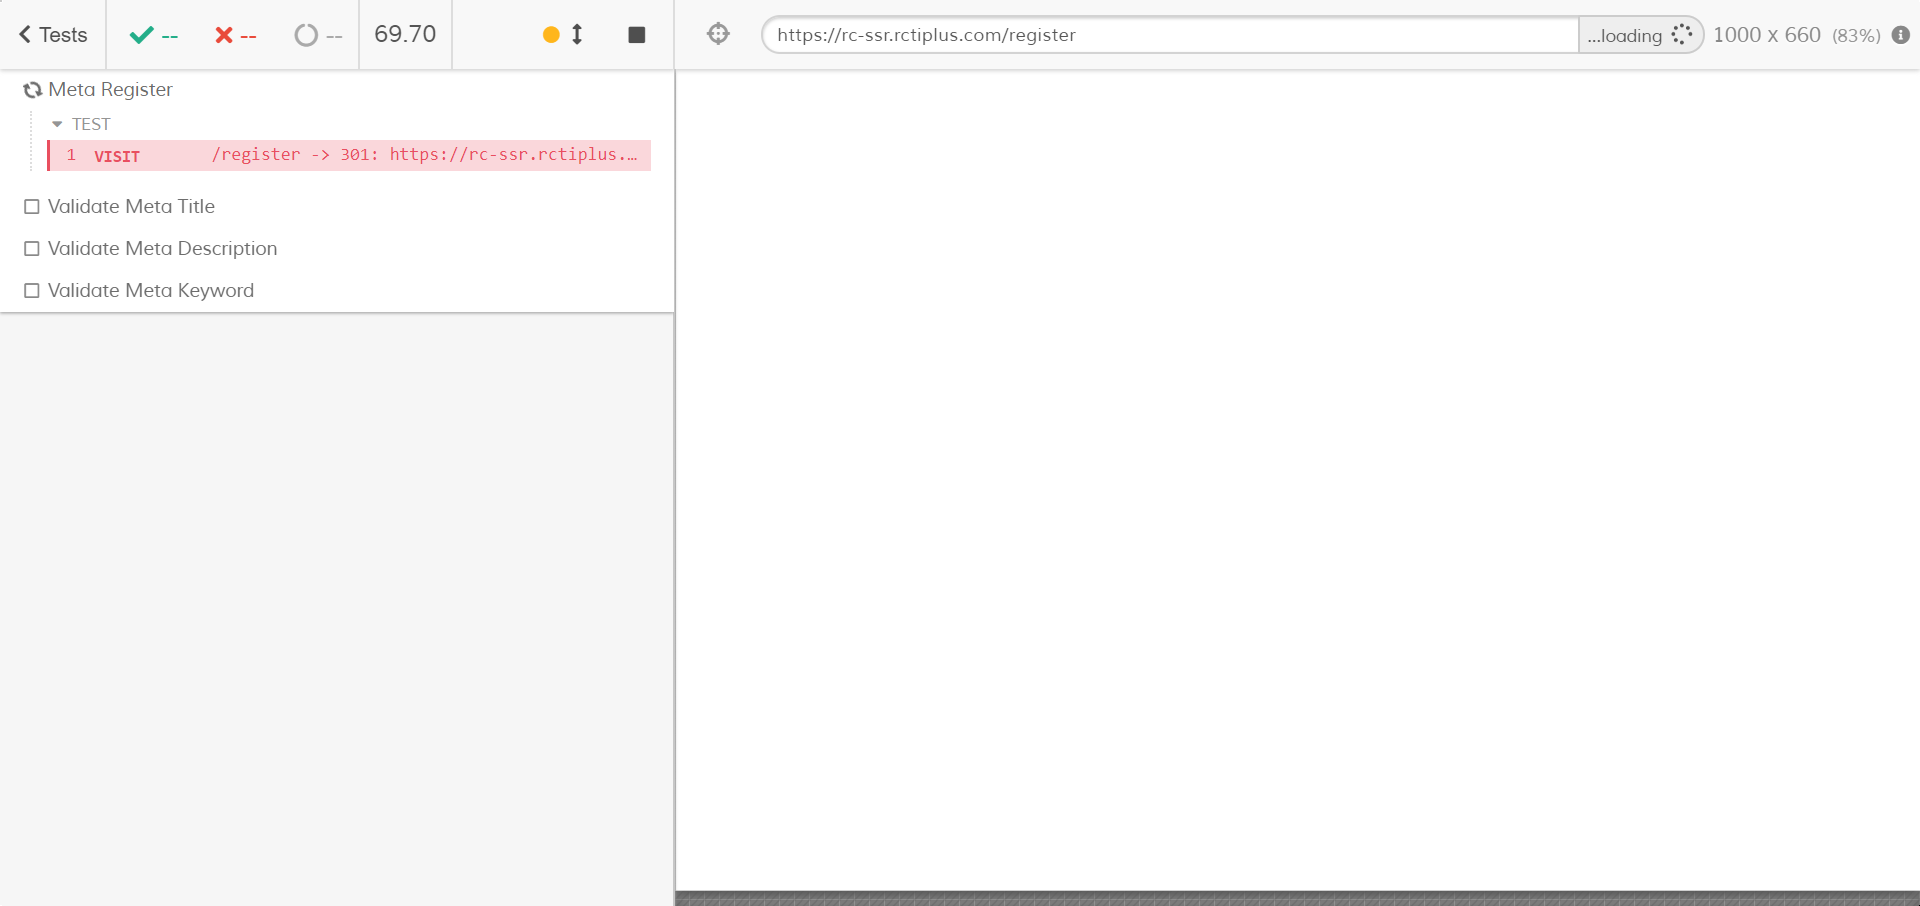 Tests -- -- -- 69.70
https://rc-ssr.rctiplus.com/register ...loading 1000 x 660 (83%)
Meta Register
TEST
1 VISIT /register -> 301: https://rc-ssr.rctiplus.…
Validate Meta Title
Validate Meta Description
Validate Meta Keyword